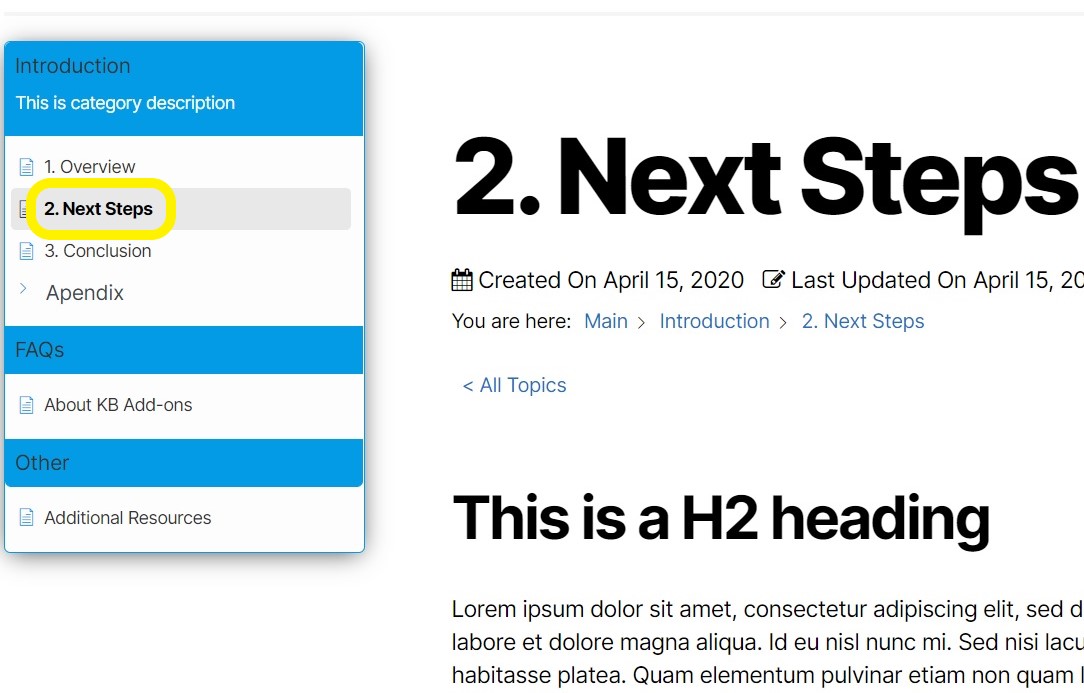 Introduction
This is category description
1. Overview
2. Next Steps
3. Conclusion
Apendix
FAQs
About KB Add-ons
Other
Additional Resources
2. Next Steps
Created On April 15, 2020 Last Updated On April 15, 20
You are here: Main > Introduction > 2. Next Steps
< All Topics
This is a H2 heading
Lorem ipsum dolor sit amet, consectetur adipiscing elit, sed
labore et dolore magna aliqua. Id eu nisl nunc mi. Sed nisi
habitasse platea. Quam elementum pulvinar etiam non quam